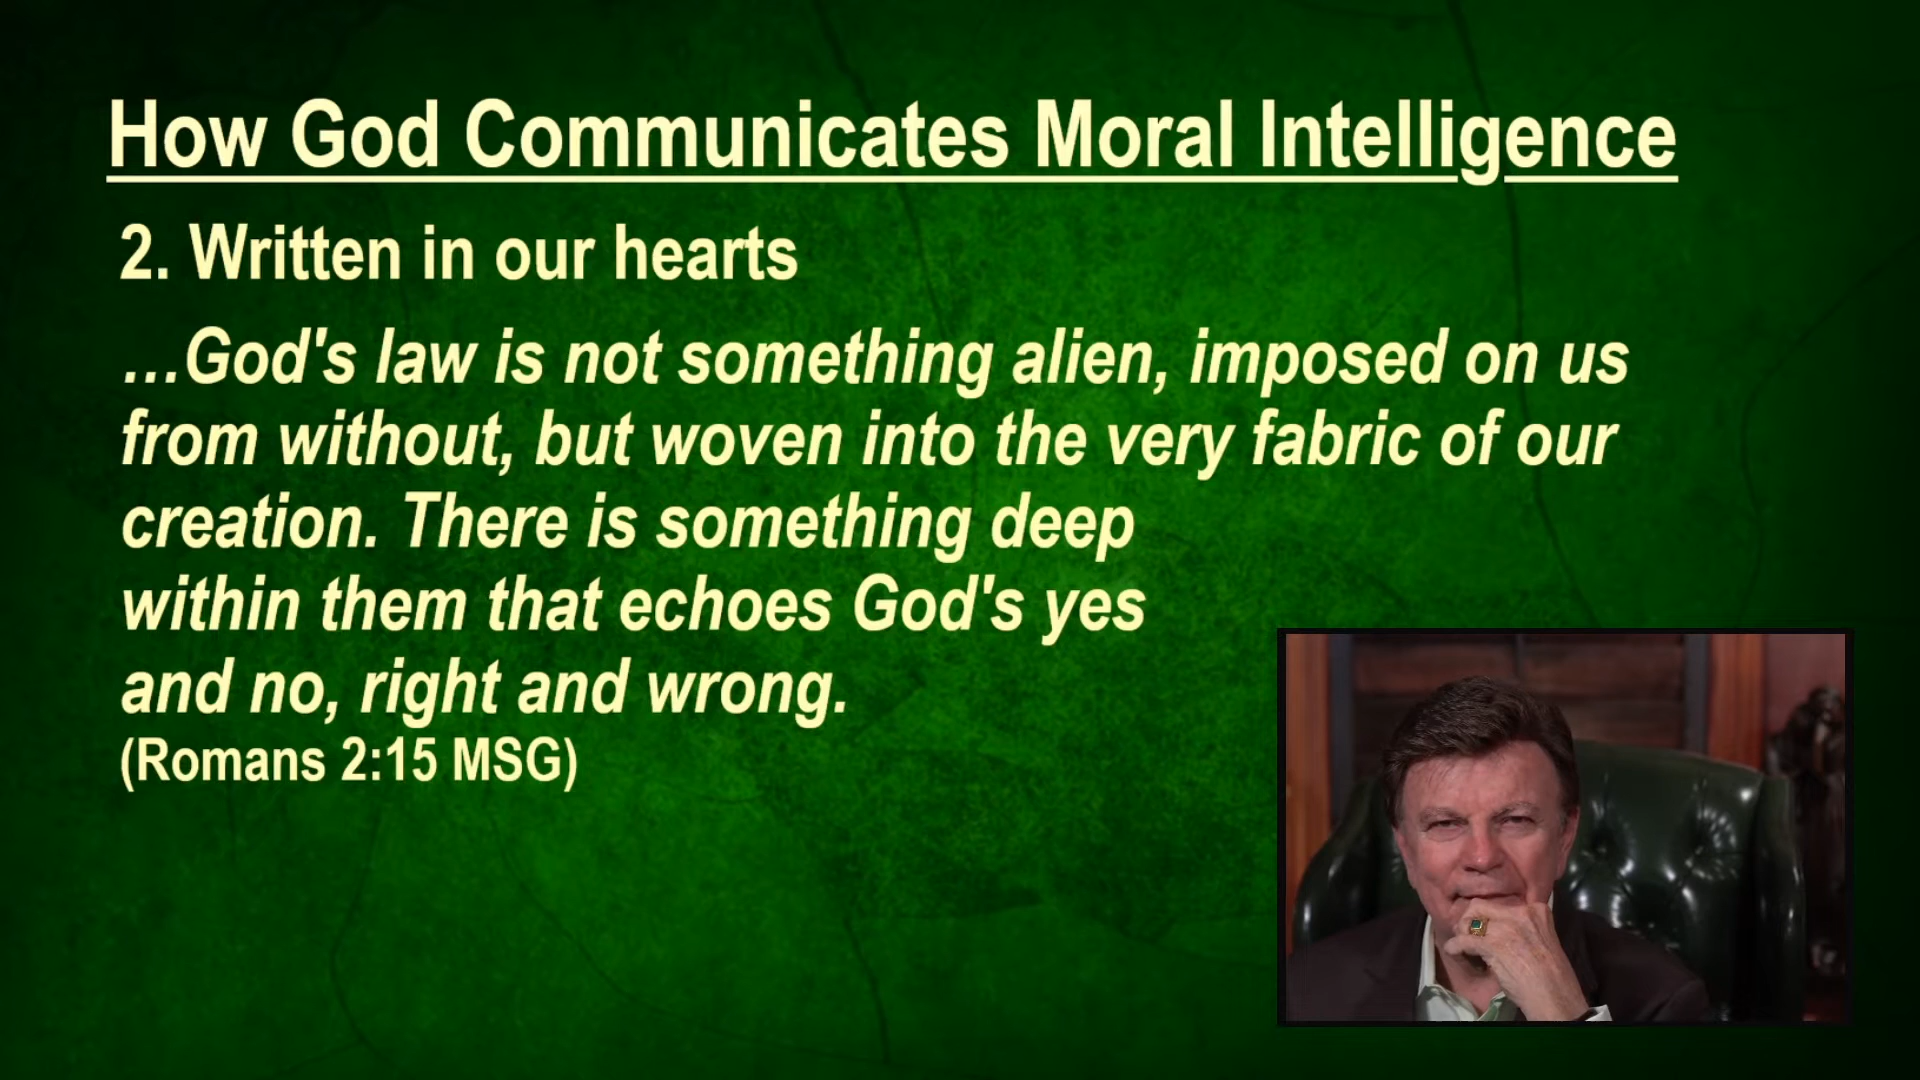 How God Communicates Moral Intelligence
2. Written in our hearts
…God's law is not something alien, imposed on us
from without, but woven into the very fabric of our
creation. There is something deep
within them that echoes God's yes
and no, right and wrong.
(Romans 2:15 MSG)